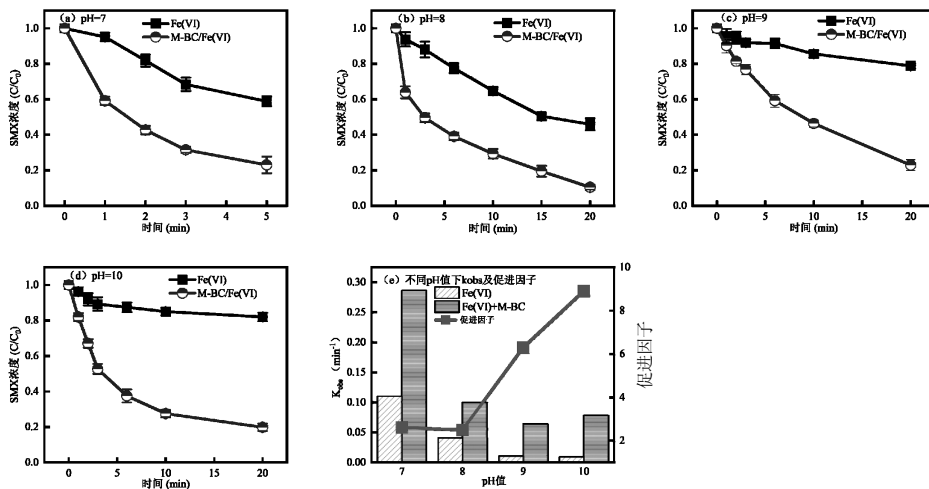 (a) pH=7
Fe(VI)
M-BC/Fe(VI)
SMX浓度 (C/C₀)
1.0
0.8
0.6
0.4
0.2
0.0
0 1 2 3 4 5
时间 (min)
(b) pH=8
Fe(VI)
M-BC/Fe(VI)
SMX浓度 (C/C₀)
1.0
0.8
0.6
0.4
0.2
0.0
0 5 10 15 20
时间 (min)
(c) pH=9
Fe(VI)
M-BC/Fe(VI)
SMX浓度 (C/C₀)
1.0
0.8
0.6
0.4
0.2
0.0
0 5 10 15 20
时间 (min)
(d) pH=10
Fe(VI)
M-BC/Fe(VI)
SMX浓度 (C/C₀)
1.0
0.8
0.6
0.4
0.2
0.0
0 5 10 15 20
时间 (min)
(e) 不同pH值下kobs及促进因子
Fe(VI)
Fe(VI)+M-BC
促进因子
Kobs (min⁻¹)
0.30
0.25
0.20
0.15
0.10
0.05
0.00
10
8
6
4
2
促进因子
7 8 9 10
pH值